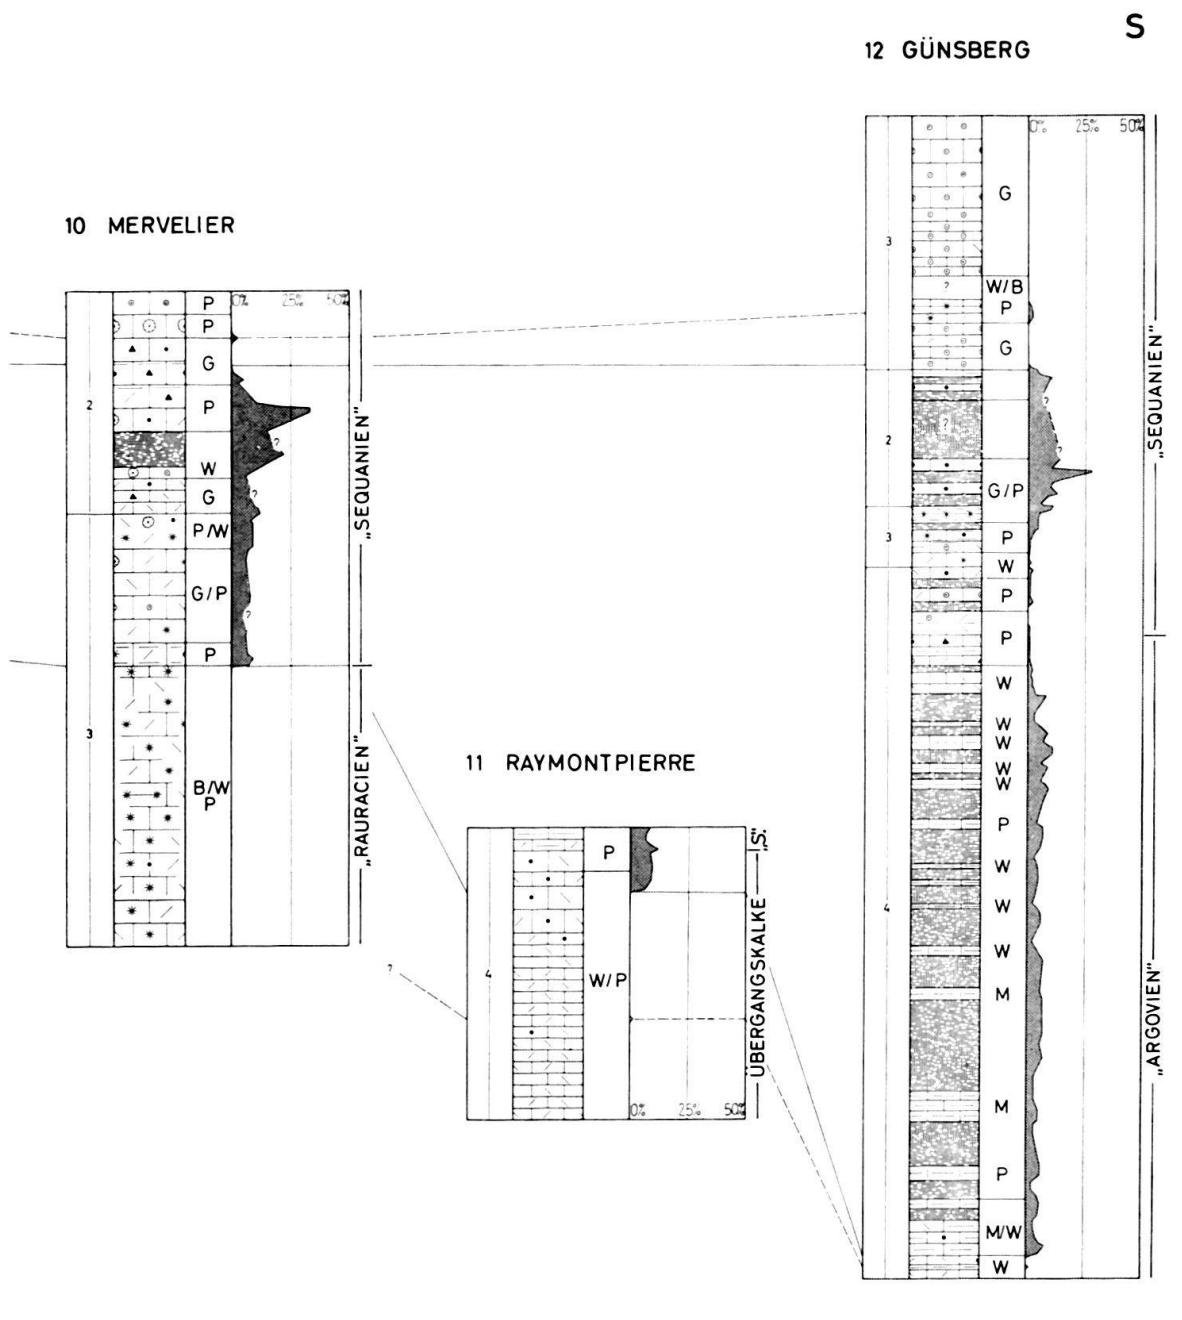 S
12 GÜNSBERG
0% 25% 50%
G
3
W/B
P
G
2
?
?
?
?
G/P
3
P
W
P
P
W
W
W
W
W
P
W
W
4
W
M
M
P
M/W
W
„SEQUANIEN"
„ARGOVIEN"
10 MERVELIER
0% 25% 50%
P
P
G
2
P
?
W
G
?
P/W
G/P
?
P
3
B/W
P
„SEQUANIEN"
„RAURACIEN"
11 RAYMONTPIERRE
P
4
W/P
0% 25% 50%
„S."
ÜBERGANGSKALKE
?